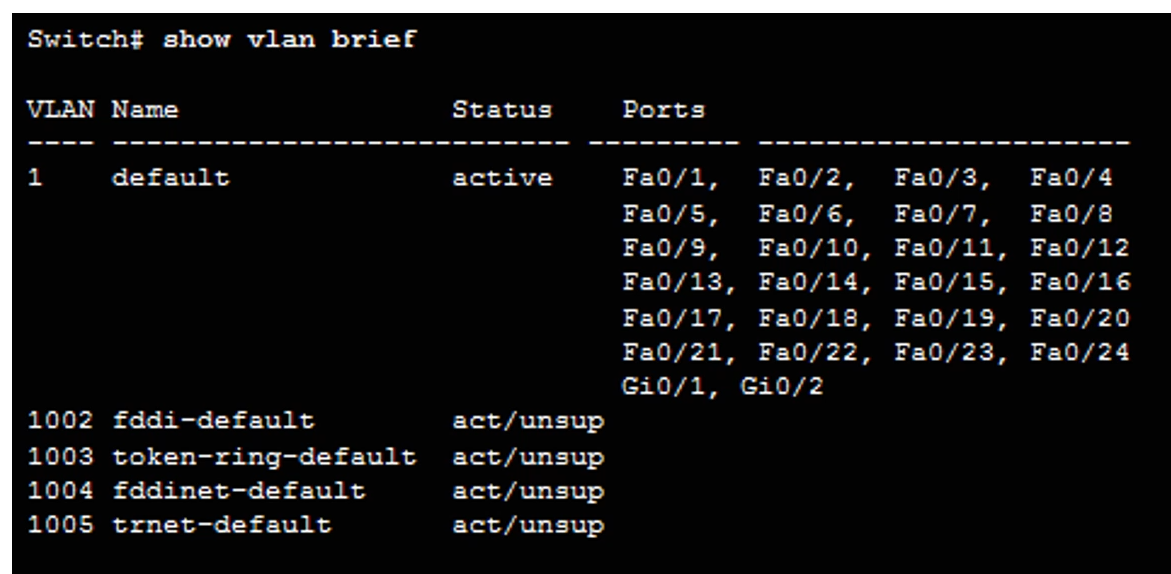 Switch# show vlan brief
VLAN Name Status Ports
---- --------------------------- --------- ----------------------
1 default active Fa0/1, Fa0/2, Fa0/3, Fa0/4
Fa0/5, Fa0/6, Fa0/7, Fa0/8
Fa0/9, Fa0/10, Fa0/11, Fa0/12
Fa0/13, Fa0/14, Fa0/15, Fa0/16
Fa0/17, Fa0/18, Fa0/19, Fa0/20
Fa0/21, Fa0/22, Fa0/23, Fa0/24
Gi0/1, Gi0/2
1002 fddi-default act/unsup
1003 token-ring-default act/unsup
1004 fddinet-default act/unsup
1005 trnet-default act/unsup